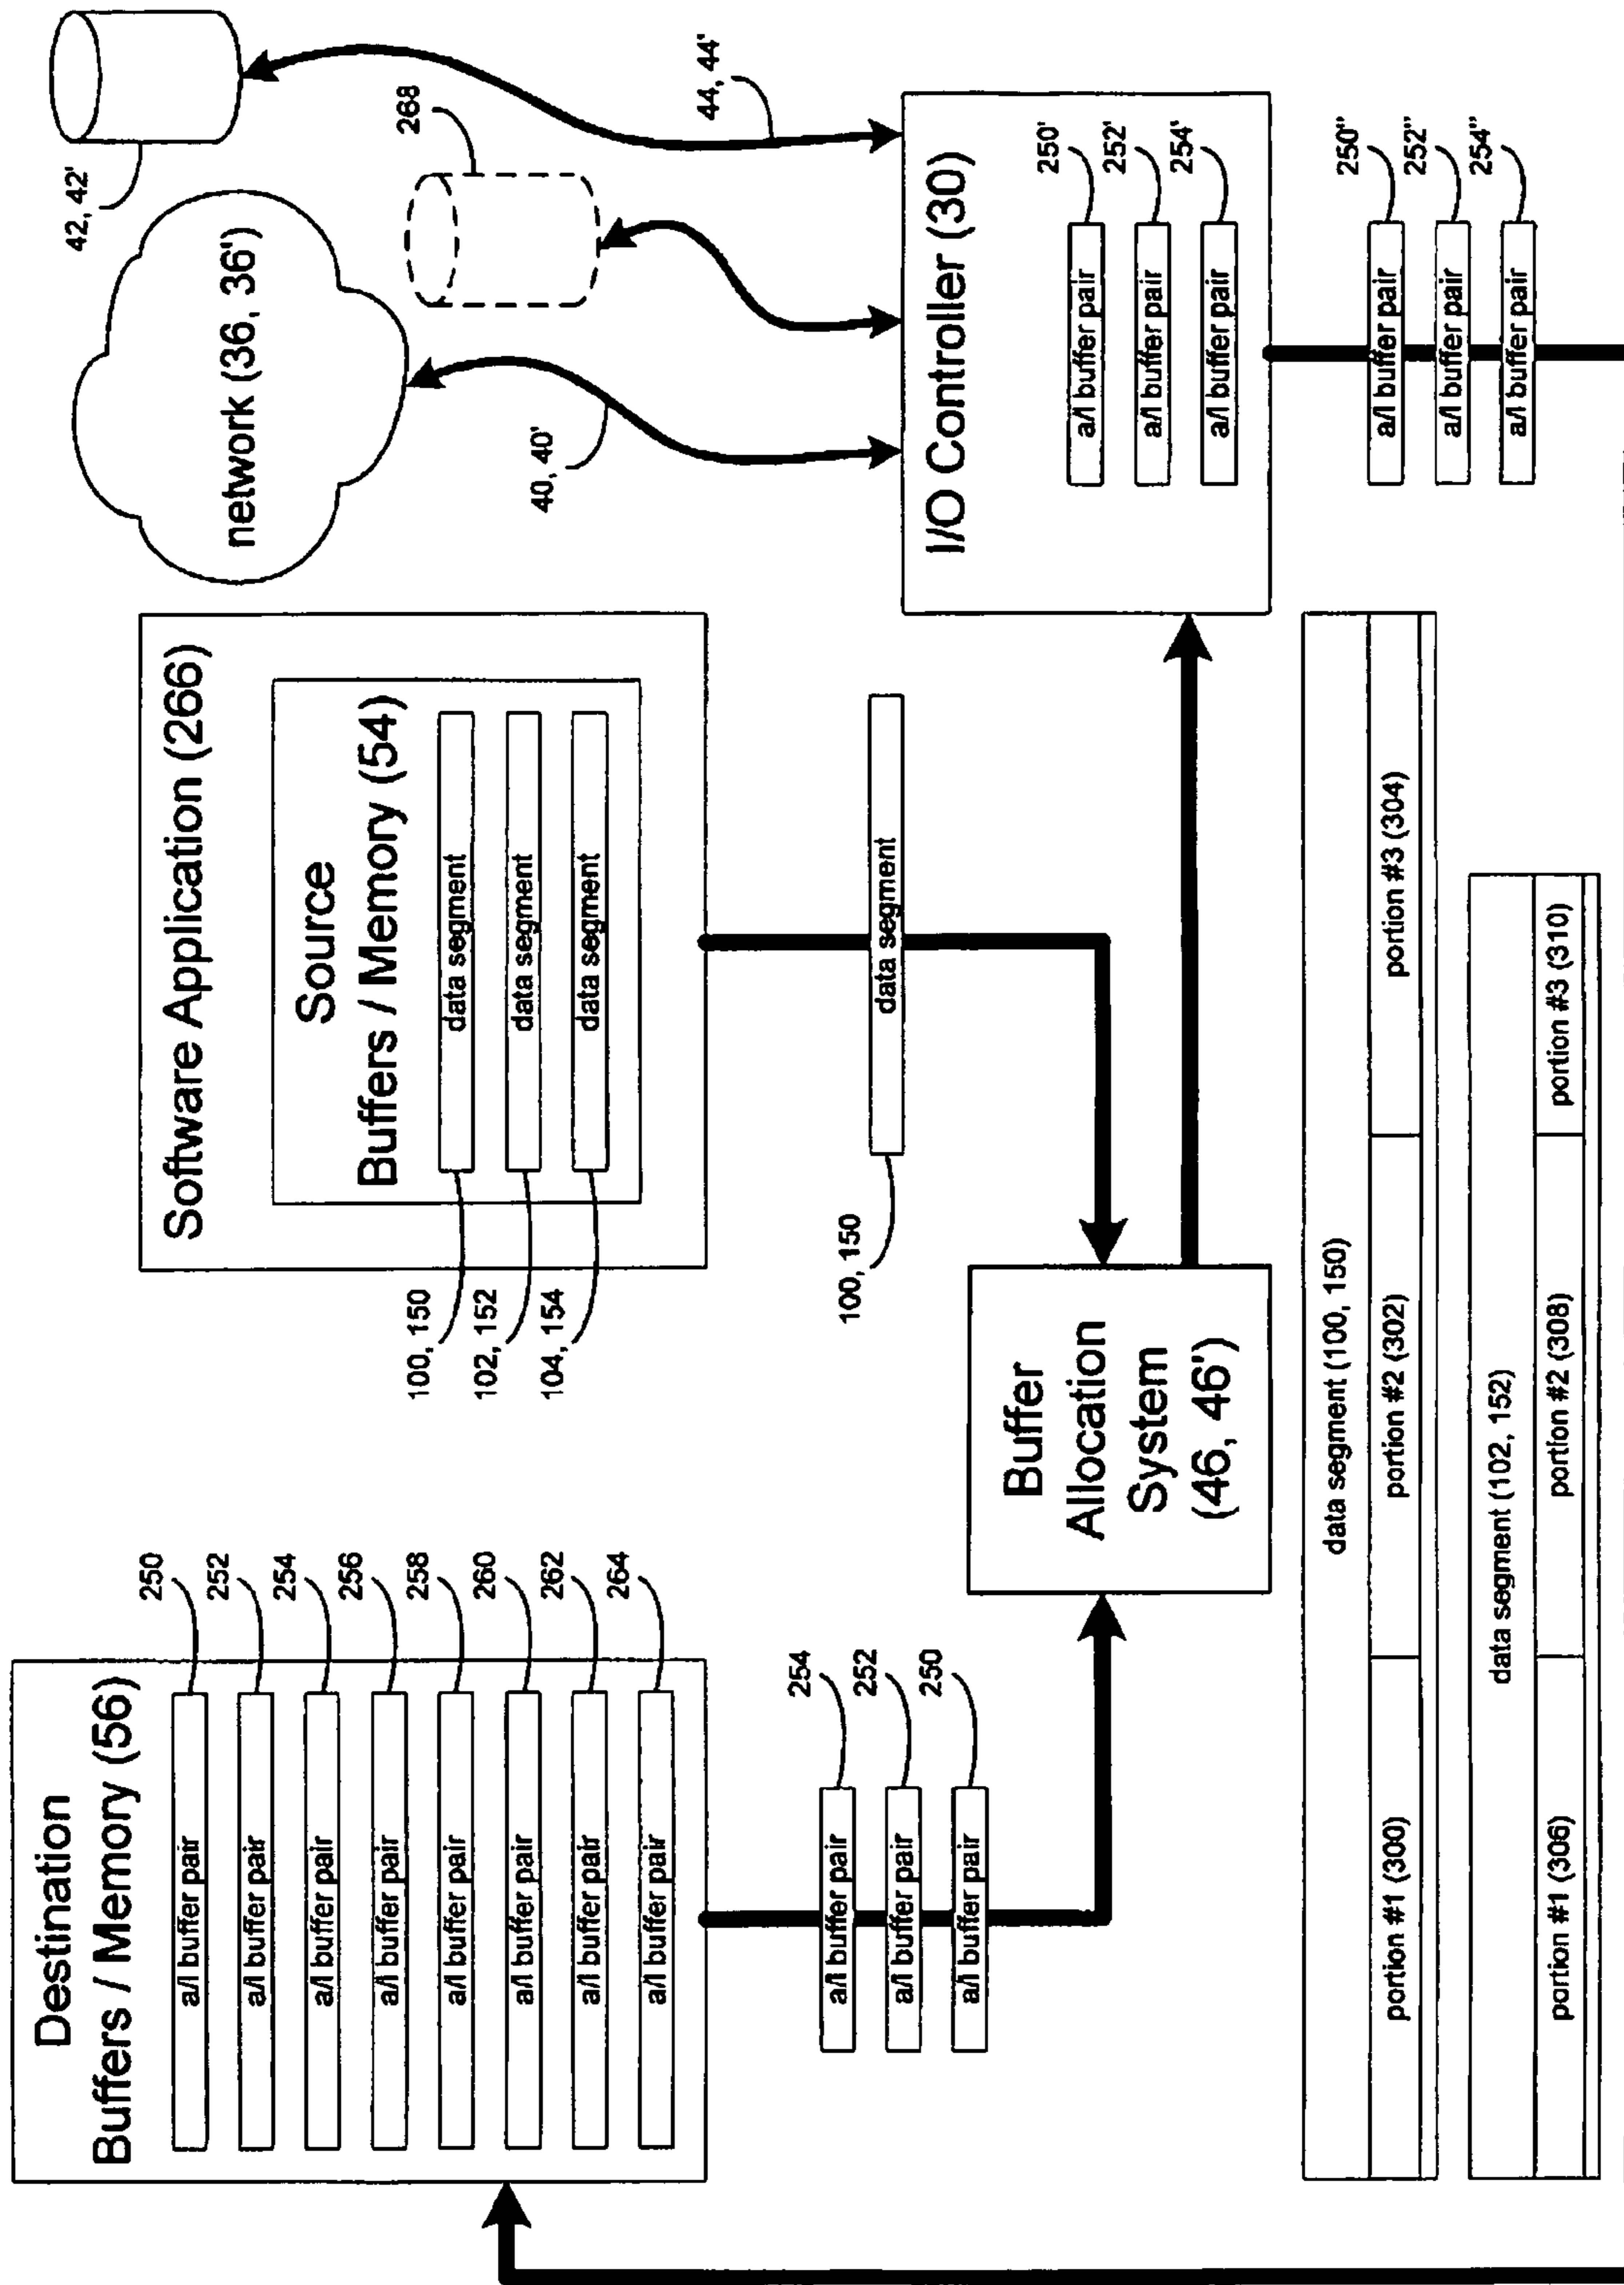 Destination
Buffers / Memory (56)
a/l buffer pair
a/l buffer pair
a/l buffer pair
a/l buffer pair
a/l buffer pair
a/l buffer pair
a/l buffer pair
a/l buffer pair
250
252
254
256
258
260
262
264
a/l buffer pair
a/l buffer pair
a/l buffer pair
254
252
250
Software Application (266)
Source
Buffers / Memory (54)
data segment
data segment
data segment
100, 150
102, 152
104, 154
data segment
100, 150
Buffer
Allocation
System
(46, 46')
network (36, 36')
42, 42'
268
40, 40'
44, 44'
I/O Controller (30)
a/l buffer pair
a/l buffer pair
a/l buffer pair
250'
252'
254'
a/l buffer pair
a/l buffer pair
a/l buffer pair
250"
252"
254"
data segment (100, 150)
portion #1 (300)
portion #2 (302)
portion #3 (304)
data segment (102, 152)
portion #1 (306)
portion #2 (308)
portion #3 (310)